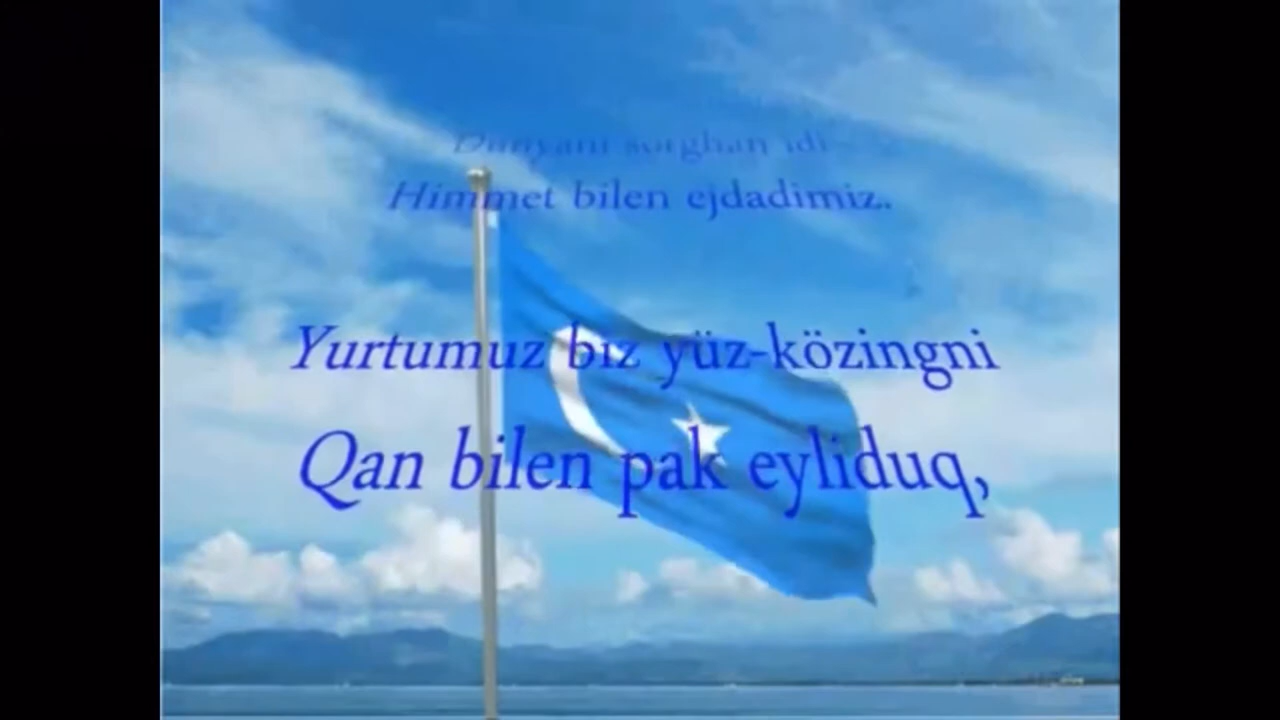 Dunyani sorghan idi
Himmet bilen ejdadimiz.
Yurtumuz biz yüz-közingni
Qan bilen pak eyliduq,